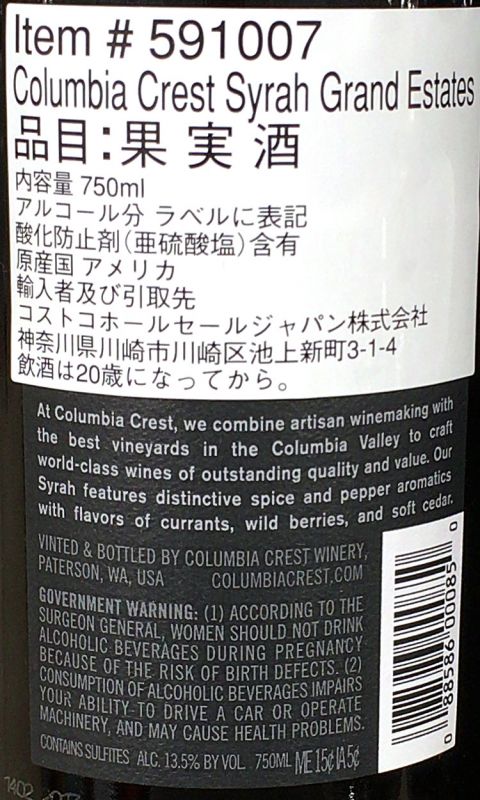 Item # 591007
Columbia Crest Syrah Grand Estates
品目:果実酒
内容量 750ml
アルコール分 ラベルに表記
酸化防止剤(亜硫酸塩)含有
原産国 アメリカ
輸入者及び引取先
コストコホールセールジャパン株式会社
神奈川県川崎市川崎区池上新町3-1-4
飲酒は20歳になってから。
At Columbia Crest, we combine artisan winemaking with
the best vineyards in the Columbia Valley to craft
world-class wines of outstanding quality and value. Our
Syrah features distinctive spice and pepper aromatics
with flavors of currants, wild berries, and soft cedar.
VINTED & BOTTLED BY COLUMBIA CREST WINERY,
PATERSON, WA, USA COLUMBIACREST.COM
GOVERNMENT WARNING: (1) ACCORDING TO THE
SURGEON GENERAL, WOMEN SHOULD NOT DRINK
ALCOHOLIC BEVERAGES DURING PREGNANCY
BECAUSE OF THE RISK OF BIRTH DEFECTS. (2)
CONSUMPTION OF ALCOHOLIC BEVERAGES IMPAIRS
YOUR ABILITY TO DRIVE A CAR OR OPERATE
MACHINERY, AND MAY CAUSE HEALTH PROBLEMS.
CONTAINS SULFITES ALC. 13.5% BY VOL 750ML ME 15¢ IA 5¢
0 88586 00085 0